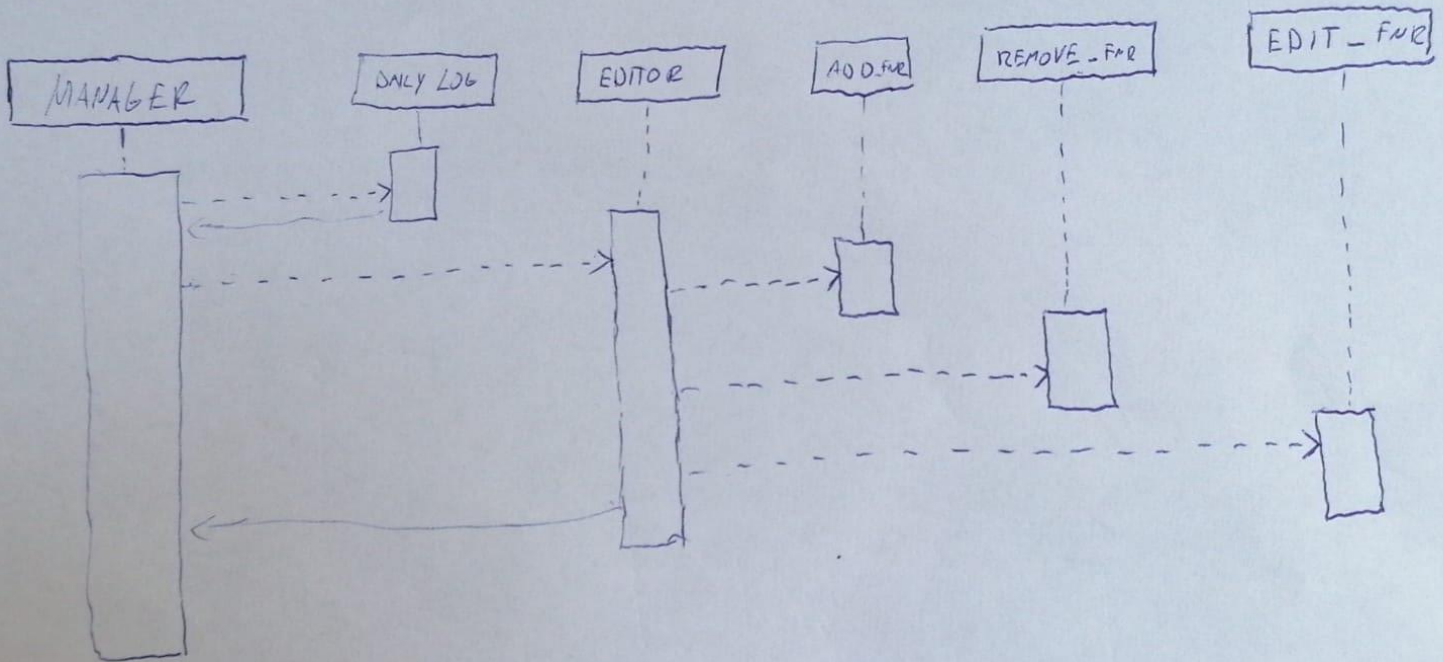 MANAGER
ONLY LOG
EDITOR
ADD_FNR
REMOVE_FNR
EDIT_FNR